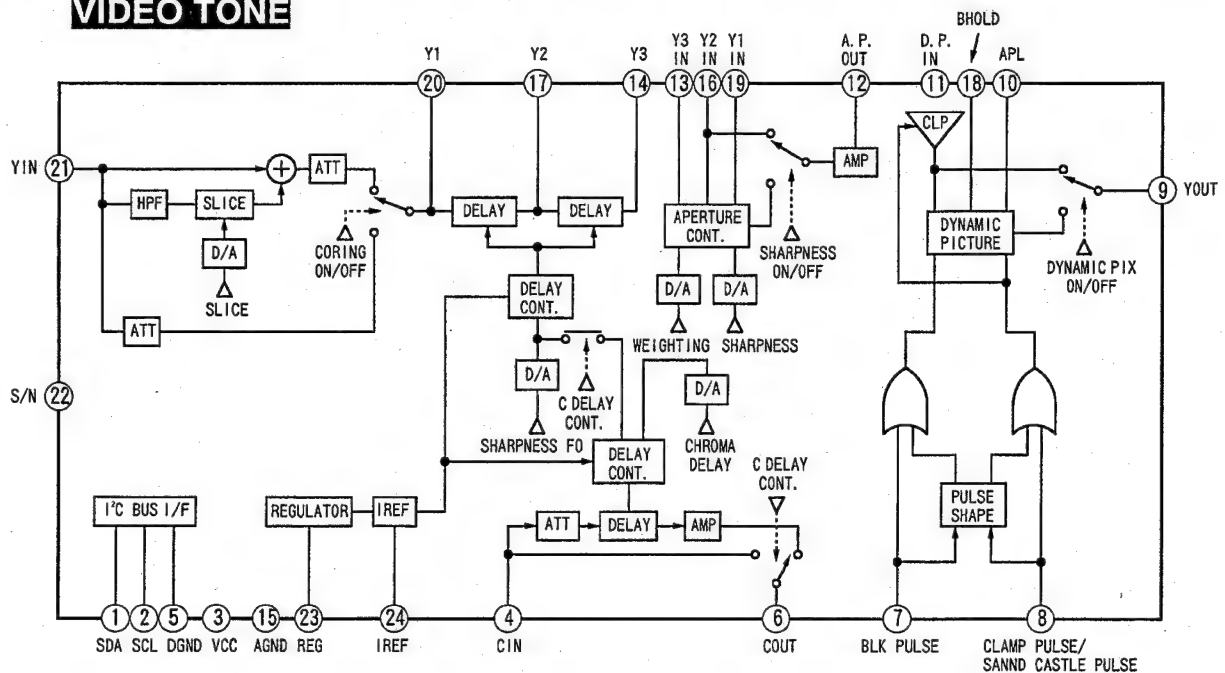 VIDEO TONE
BHOLD
Y1
Y2
Y3
Y3 IN
Y2 IN
Y1 IN
A.P. OUT
D.P. IN
APL
20
17
14
13
16
19
12
11
18
10
CLP
YIN
21
+
ATT
AMP
9
YOUT
HPF
SLICE
DELAY
DELAY
APERTURE CONT.
DYNAMIC PICTURE
D/A
CORING ON/OFF
SHARPNESS ON/OFF
DYNAMIC PIX ON/OFF
SLICE
DELAY CONT.
D/A
D/A
ATT
WEIGHTING
SHARPNESS
D/A
C DELAY CONT.
D/A
S/N
22
SHARPNESS FO
DELAY CONT.
CHROMA DELAY
C DELAY CONT.
I²C BUS I/F
REGULATOR
IREF
PULSE SHAPE
ATT
DELAY
AMP
1
2
5
3
15
23
24
4
6
7
8
SDA
SCL
DGND
VCC
AGND
REG
IREF
CIN
COUT
BLK PULSE
CLAMP PULSE/
SANND CASTLE PULSE